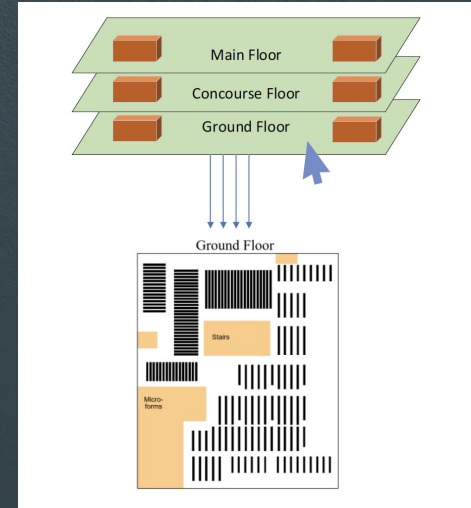 Main Floor
Concourse Floor
Ground Floor
Ground Floor
Stairs
Micro-
forms